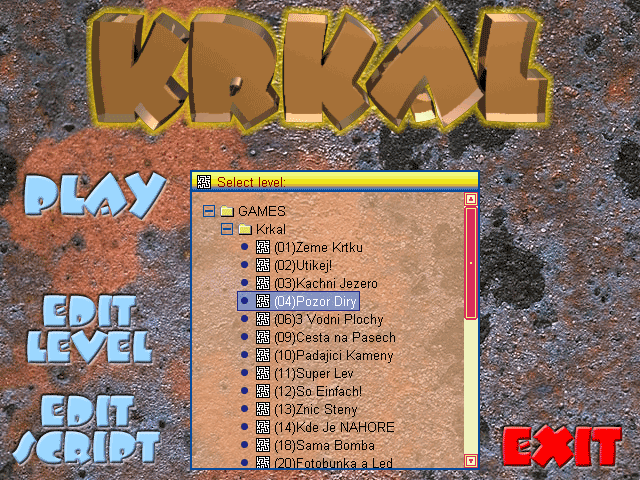 KRKAL
PLAY
EDIT
LEVEL
EDIT
SCRIPT
Select level:
GAMES
Krkal
(01)Zeme Krtku
(02)Utikej!
(03)Kachni Jezero
(04)Pozor Diry
(06)3 Vodni Plochy
(09)Cesta na Pasech
(10)Padajici Kameny
(11)Super Lev
(12)So Einfach!
(13)Znic Steny
(14)Kde Je NAHORE
(18)Sama Bomba
(20)Fotobunka a Led
EXIT